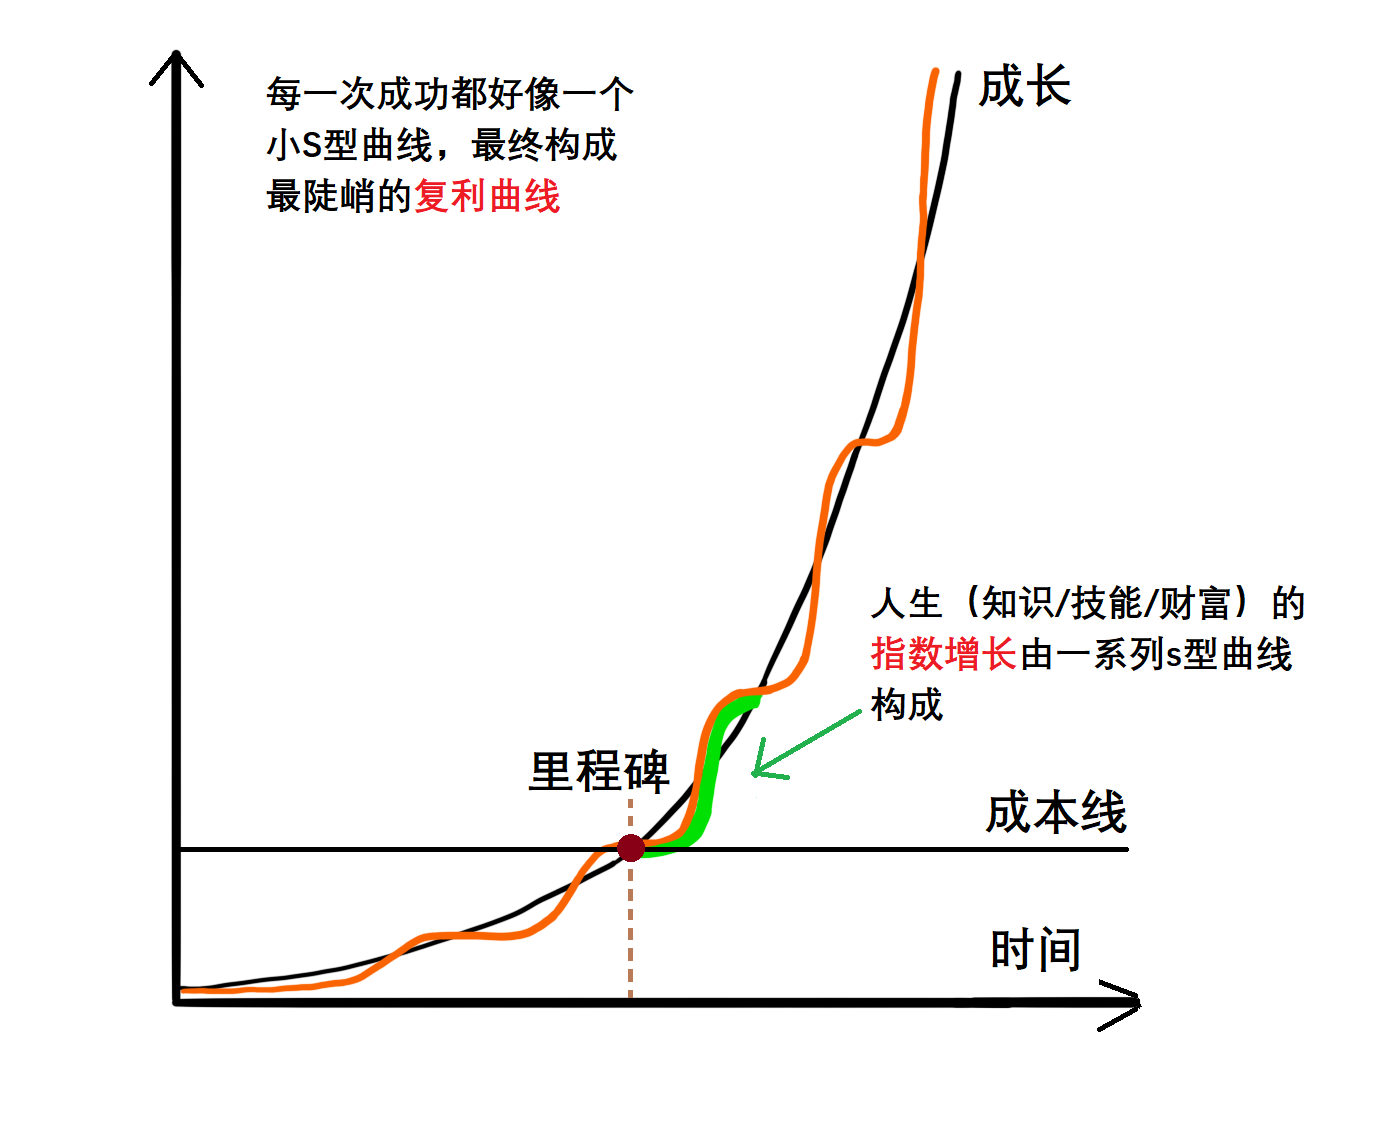 每一次成功都好像一个
小S型曲线，最终构成
最陡峭的复利曲线
成长
人生（知识/技能/财富）的
指数增长由一系列s型曲线
构成
里程碑
成本线
时间